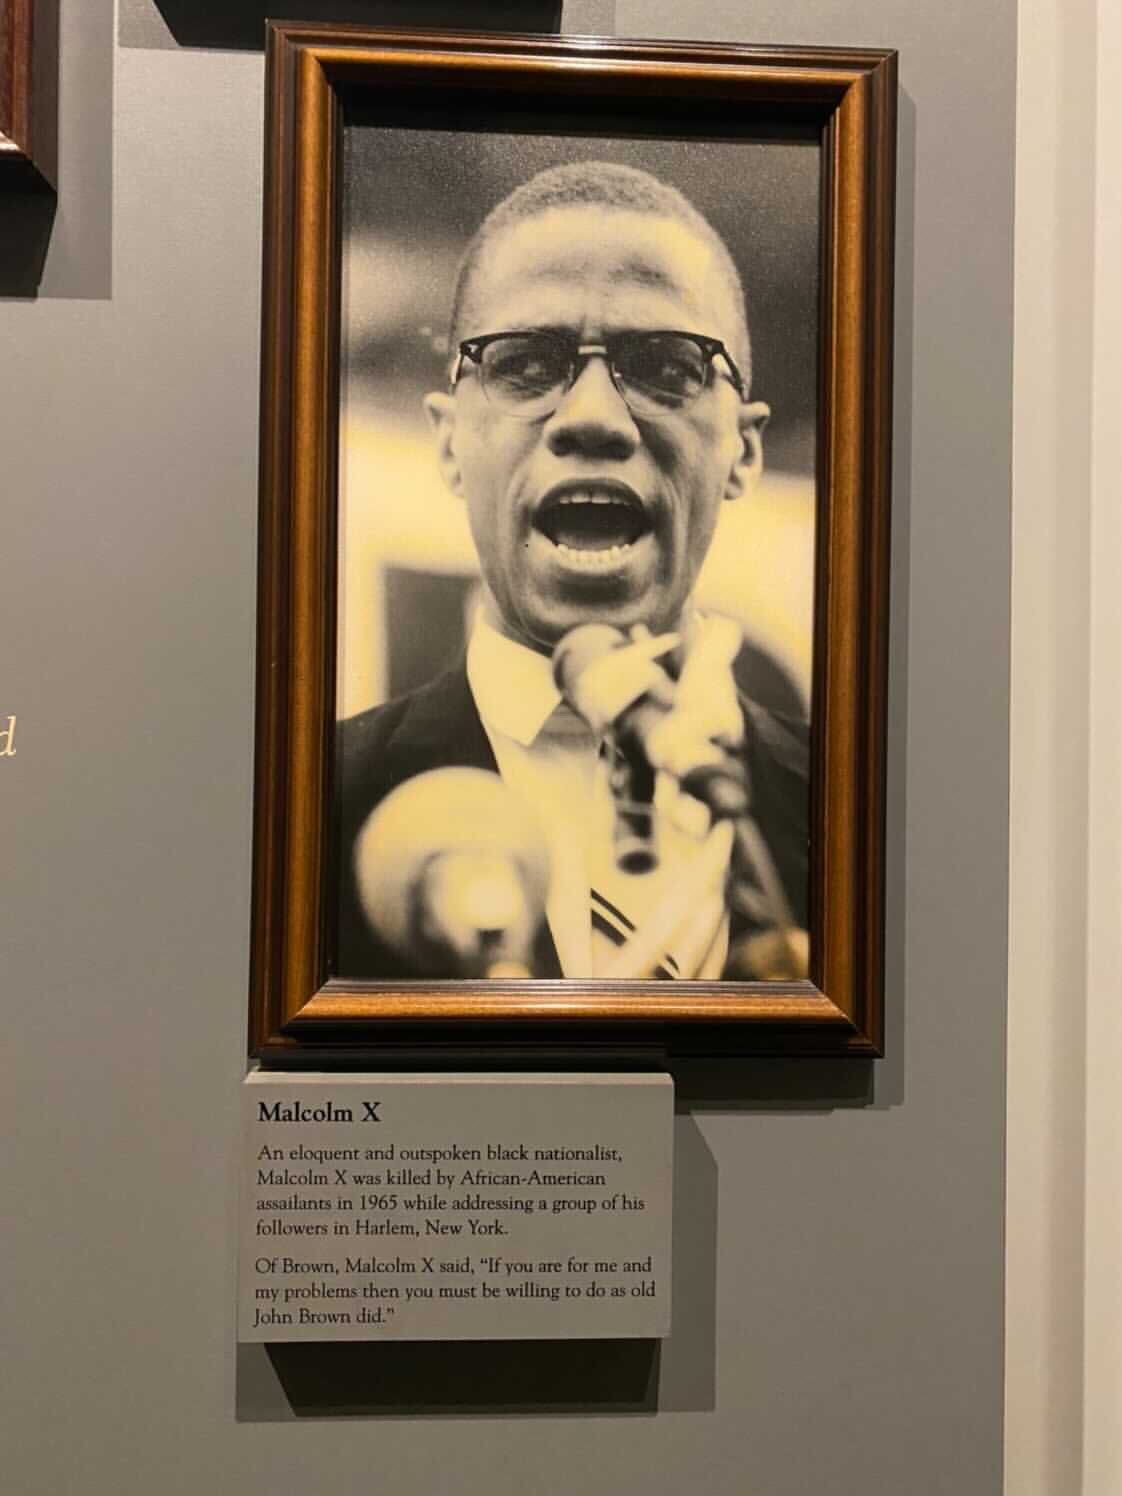 d
Malcolm X
An eloquent and outspoken black nationalist,
Malcolm X was killed by African-American
assailants in 1965 while addressing a group of his
followers in Harlem, New York.
Of Brown, Malcolm X said, “If you are for me and
my problems then you must be willing to do as old
John Brown did.”